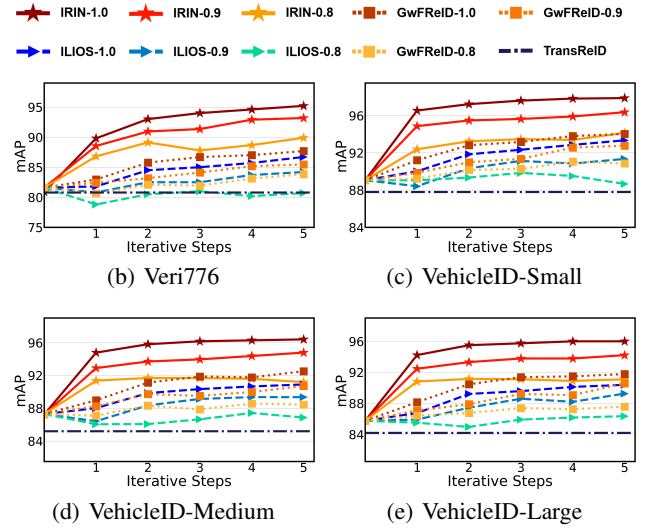 IRIN-1.0 IRIN-0.9 IRIN-0.8 GwFReID-1.0 GwFReID-0.9
ILIOS-1.0 ILIOS-0.9 ILIOS-0.8 GwFReID-0.8 TransReID
95
90
85
80
75
mAP
1 2 3 4 5
Iterative Steps
(b) Veri776
96
92
88
84
mAP
1 2 3 4 5
Iterative Steps
(c) VehicleID-Small
96
92
88
84
mAP
1 2 3 4 5
Iterative Steps
(d) VehicleID-Medium
96
92
88
84
mAP
1 2 3 4 5
Iterative Steps
(e) VehicleID-Large